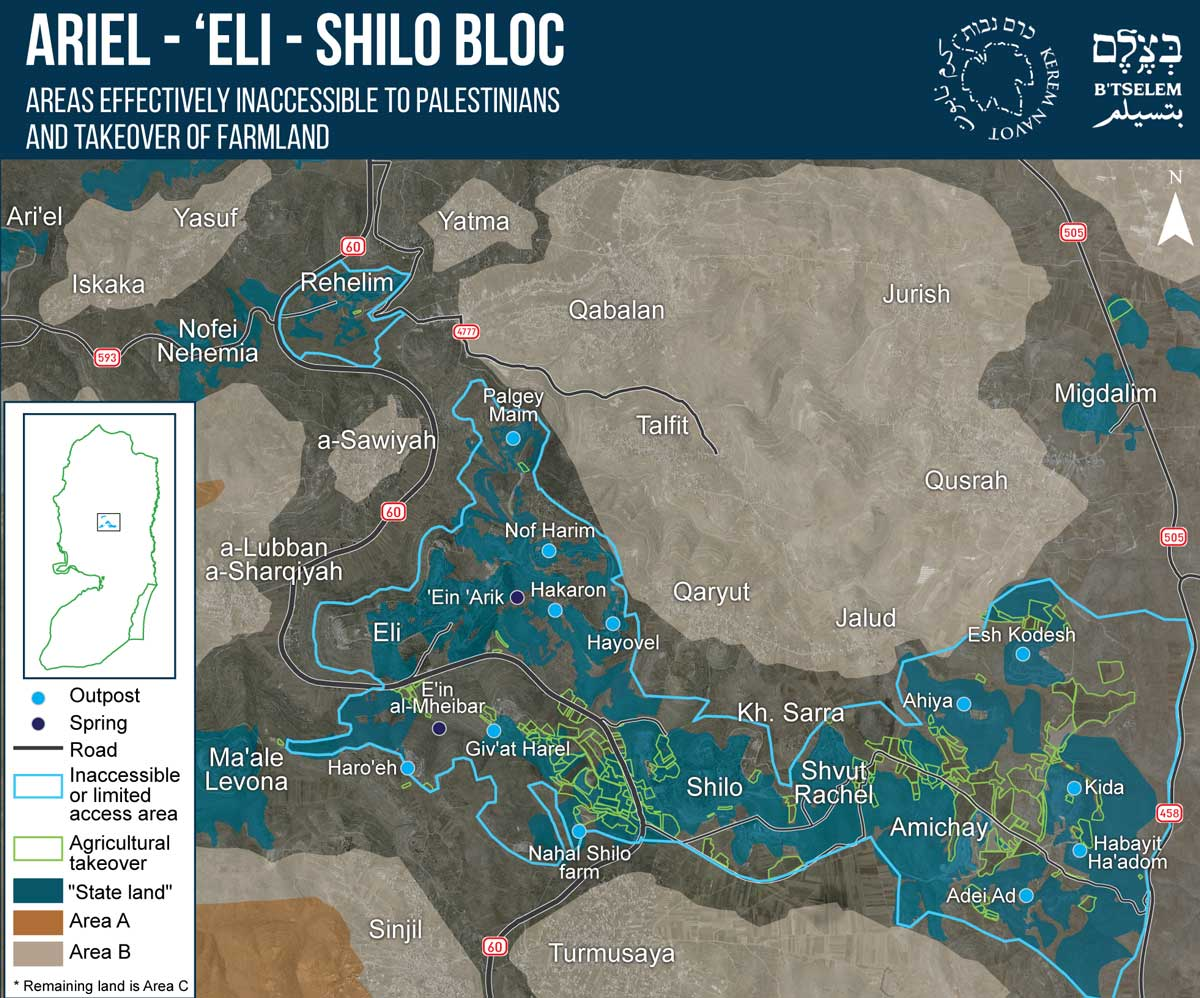 ARIEL - ‘ELI - SHILO BLOC
AREAS EFFECTIVELY INACCESSIBLE TO PALESTINIANS
AND TAKEOVER OF FARMLAND
כרם נבות
KEREM NAVOT
كرم نابوت
בְּצֶלֶם
B'TSELEM
بتسيلم
N
Ari'el
Yasuf
Yatma
60
505
Iskaka
Rehelim
Qabalan
Jurish
Nofei
Nehemia
593
4777
Palgey
Maim
Migdalim
a-Sawiyah
Talfit
Qusrah
60
505
a-Lubban
a-Sharqiyah
Nof Harim
'Ein 'Arik
Hakaron
Qaryut
Jalud
Eli
Hayovel
Esh Kodesh
E'in
al-Mheibar
Ahiya
Kh. Sarra
Giv'at Harel
Ma'ale
Levona
Haro'eh
Shilo
Shvut
Rachel
Kida
458
Amichay
Habayit
Ha'adom
Nahal Shilo
farm
Adei Ad
Sinjil
60
Turmusaya
Outpost
Spring
Road
Inaccessible
or limited
access area
Agricultural
takeover
"State land"
Area A
Area B
* Remaining land is Area C